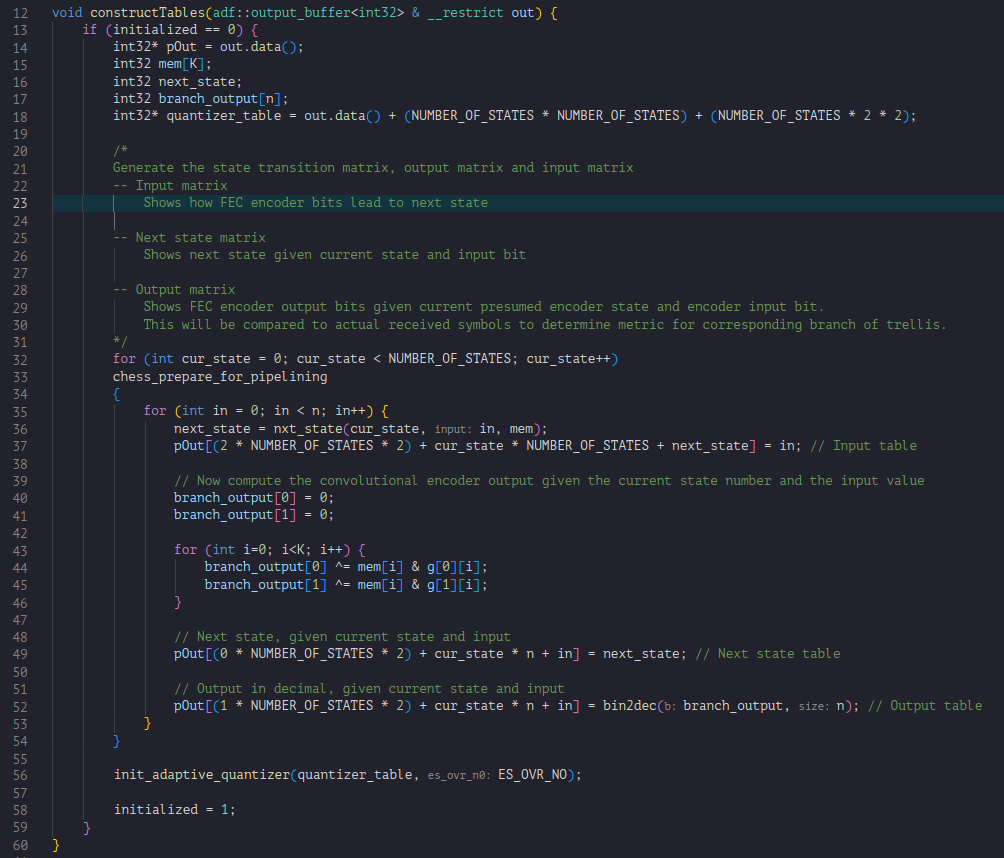 12 void constructTables(adf::output_buffer<int32> & __restrict out) {
13     if (initialized == 0) {
14         int32* pOut = out.data();
15         int32 mem[K];
16         int32 next_state;
17         int32 branch_output[n];
18         int32* quantizer_table = out.data() + (NUMBER_OF_STATES * NUMBER_OF_STATES) + (NUMBER_OF_STATES * 2 * 2);
19
20         /*
21         Generate the state transition matrix, output matrix and input matrix
22         -- Input matrix
23             Shows how FEC encoder bits lead to next state
24
25         -- Next state matrix
26             Shows next state given current state and input bit
27
28         -- Output matrix
29             Shows FEC encoder output bits given current presumed encoder state and encoder input bit.
30             This will be compared to actual received symbols to determine metric for corresponding branch of trellis.
31         */
32         for (int cur_state = 0; cur_state < NUMBER_OF_STATES; cur_state++)
33         chess_prepare_for_pipelining
34         {
35             for (int in = 0; in < n; in++) {
36                 next_state = nxt_state(cur_state, input: in, mem);
37                 pOut[(2 * NUMBER_OF_STATES * 2) + cur_state * NUMBER_OF_STATES + next_state] = in; // Input table
38
39                 // Now compute the convolutional encoder output given the current state number and the input value
40                 branch_output[0] = 0;
41                 branch_output[1] = 0;
42
43                 for (int i=0; i<K; i++) {
44                     branch_output[0] ^= mem[i] & g[0][i];
45                     branch_output[1] ^= mem[i] & g[1][i];
46                 }
47
48                 // Next state, given current state and input
49                 pOut[(0 * NUMBER_OF_STATES * 2) + cur_state * n + in] = next_state; // Next state table
50
51                 // Output in decimal, given current state and input
52                 pOut[(1 * NUMBER_OF_STATES * 2) + cur_state * n + in] = bin2dec(b: branch_output, size: n); // Output table
53             }
54         }
55
56         init_adaptive_quantizer(quantizer_table, es_ovr_n0: ES_OVR_NO);
57
58         initialized = 1;
59     }
60 }